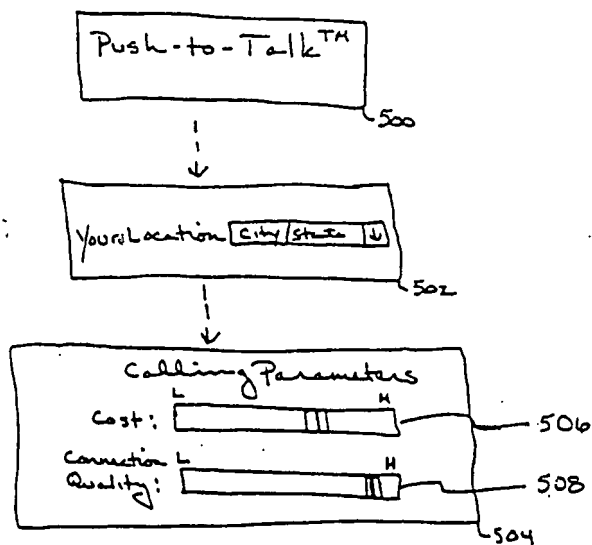 Push-to-Talk™
500
Your Location City/State ↓
502
Calling Parameters
L H
Cost: 506
Connection L H
Quality: 508
504